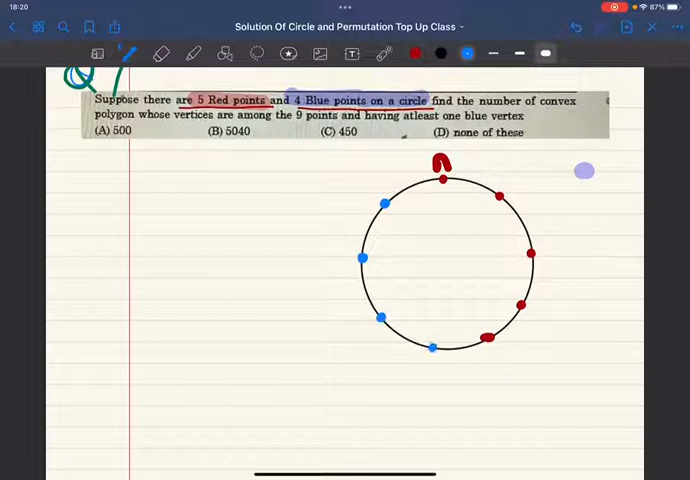 18:20
87%
Solution Of Circle and Permutation Top Up Class
Suppose there are 5 Red points and 4 Blue points on a circle find the number of convex
polygon whose vertices are among the 9 points and having atleast one blue vertex
(A) 500 (B) 5040 (C) 450 (D) none of these